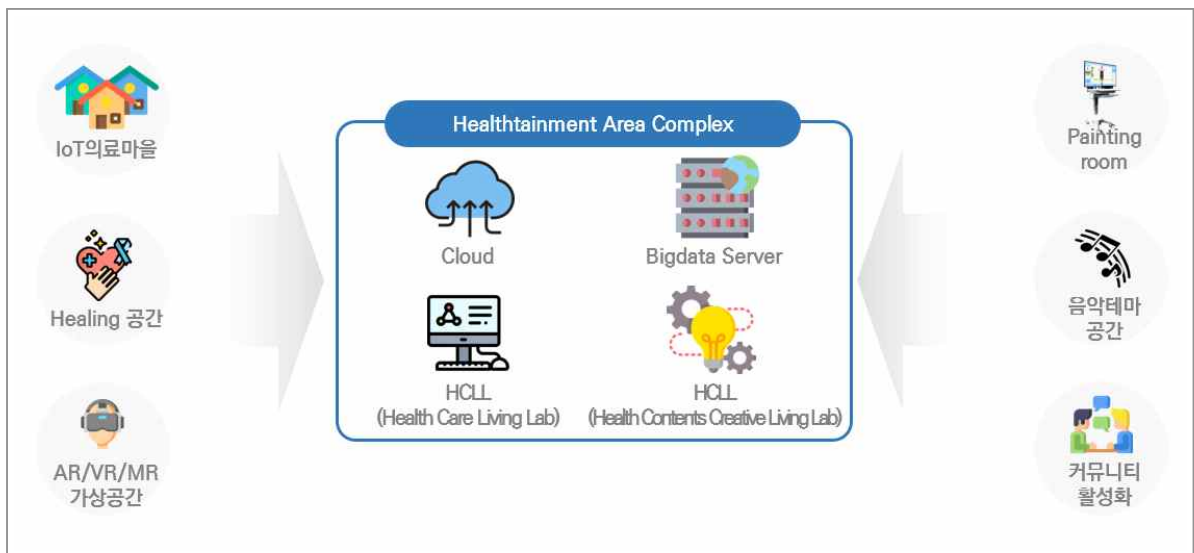 IoT의료마을
Healing 공간
AR/VR/MR
가상공간
Healthtainment Area Complex
Cloud
Bigdata Server
HCLL
(Health Care Living Lab)
HCLL
(Health Contents Creative Living Lab)
Painting
room
음악테마
공간
커뮤니티
활성화